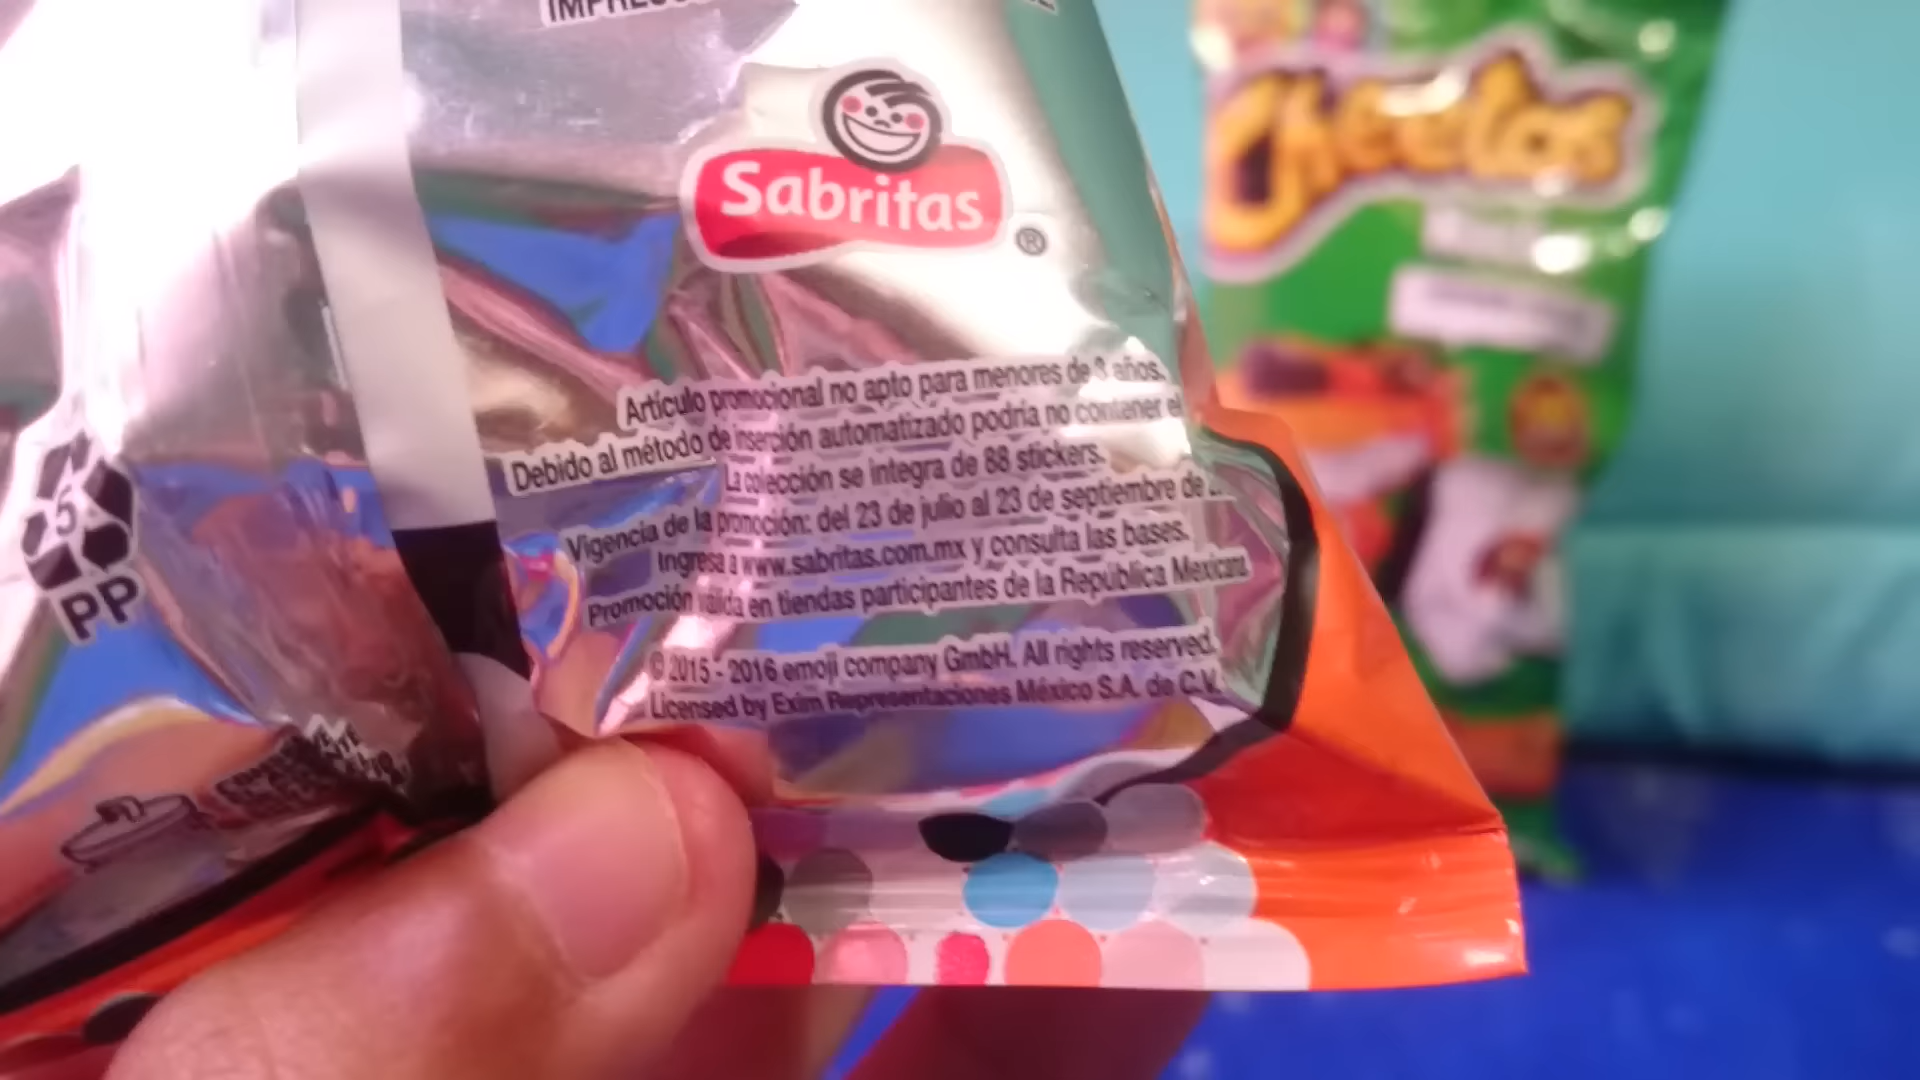 Sabritas
®
Cheetos
Artículo promocional no apto para menores de 3 años.
Debido al método de inserción automatizado podría no contener el
La colección se integra de 88 stickers.
Vigencia de la promoción: del 23 de julio al 23 de septiembre de
Ingresa a www.sabritas.com.mx y consulta las bases.
Promoción válida en tiendas participantes de la República Mexicana
© 2015 - 2016 emoji company GmbH. All rights reserved.
Licensed by Exim Representaciones México S.A. de C.V.
5
PP